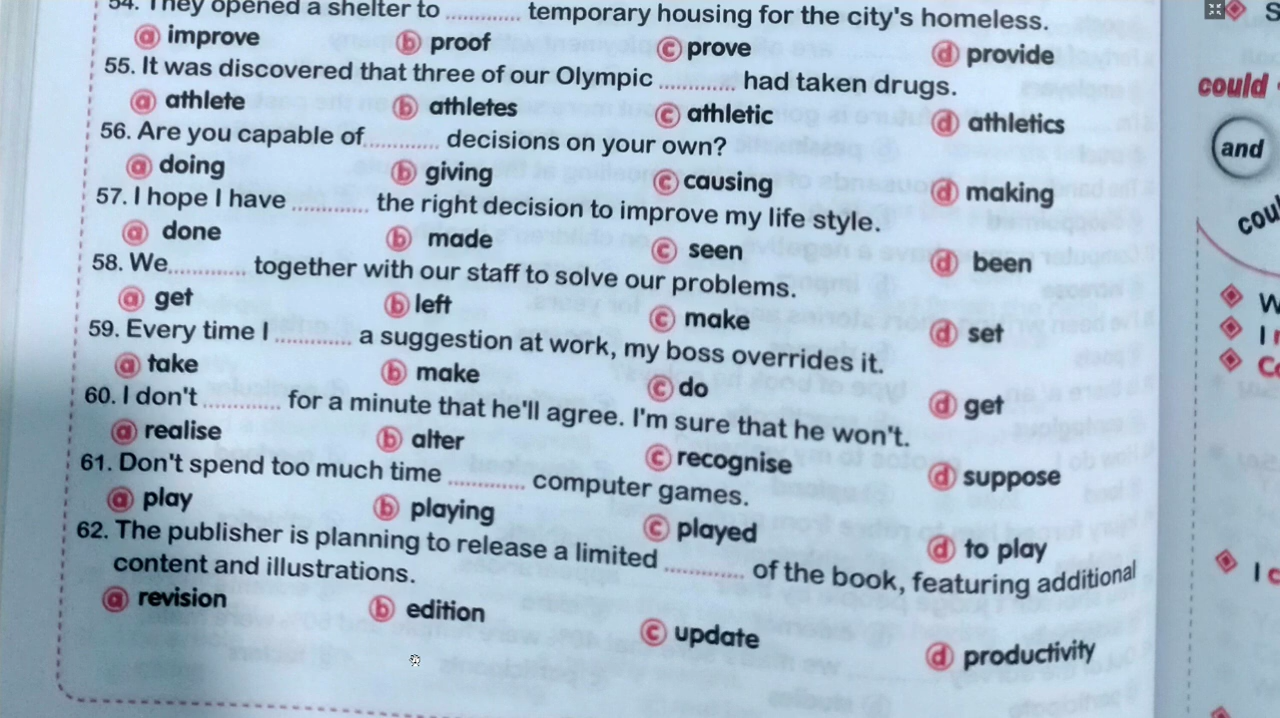 54. They opened a shelter to ............ temporary housing for the city's homeless.
a improve b proof c prove d provide
55. It was discovered that three of our Olympic ............ had taken drugs.
a athlete b athletes c athletic d athletics
56. Are you capable of ............ decisions on your own?
a doing b giving c causing d making
57. I hope I have ............ the right decision to improve my life style.
a done b made c seen d been
58. We ............ together with our staff to solve our problems.
a get b left c make d set
59. Every time I ............ a suggestion at work, my boss overrides it.
a take b make c do d get
60. I don't ............ for a minute that he'll agree. I'm sure that he won't.
a realise b alter c recognise d suppose
61. Don't spend too much time ............ computer games.
a play b playing c played d to play
62. The publisher is planning to release a limited ............ of the book, featuring additional
content and illustrations.
a revision b edition c update d productivity
could
and